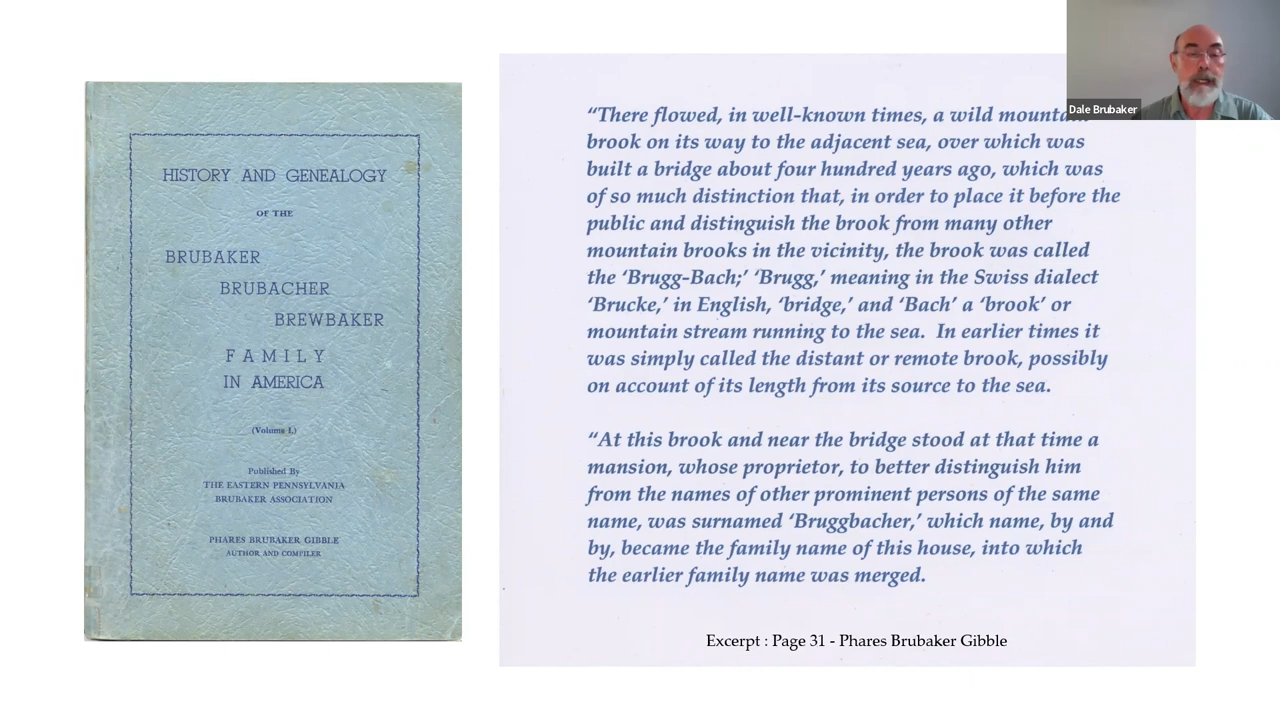 HISTORY AND GENEALOGY
OF THE
BRUBAKER
BRUBACHER
BREWBAKER
FAMILY
IN AMERICA
(Volume I.)
Published By
THE EASTERN PENNSYLVANIA
BRUBAKER ASSOCIATION
PHARES BRUBAKER GIBBLE
AUTHOR AND COMPILER
“There flowed, in well-known times, a wild
brook on its way to the adjacent sea, over which was
built a bridge about four hundred years ago, which was
of so much distinction that, in order to place it before the
public and distinguish the brook from many other
mountain brooks in the vicinity, the brook was called
the ‘Brugg-Bach;’ ‘Brugg,’ meaning in the Swiss dialect
‘Brucke,’ in English, ‘bridge,’ and ‘Bach’ a ‘brook’ or
mountain stream running to the sea.  In earlier times it
was simply called the distant or remote brook, possibly
on account of its length from its source to the sea.
“At this brook and near the bridge stood at that time a
mansion, whose proprietor, to better distinguish him
from the names of other prominent persons of the same
name, was surnamed ‘Bruggbacher,’ which name, by and
by, became the family name of this house, into which
the earlier family name was merged.
Excerpt : Page 31 - Phares Brubaker Gibble
Dale Brubaker